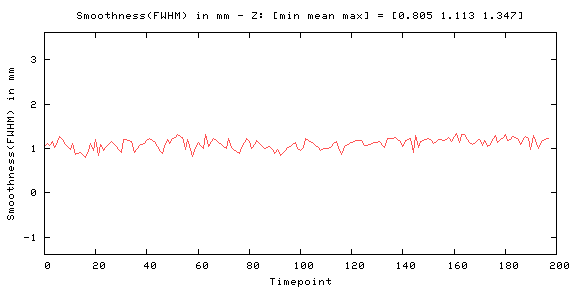 Smoothness(FWHM) in mm - Z: [min mean max] = [0.805 1.113 1.347]
Smoothness(FWHM) in mm
3
2
1
0
-1
0 20 40 60 80 100 120 140 160 180 200
Timepoint